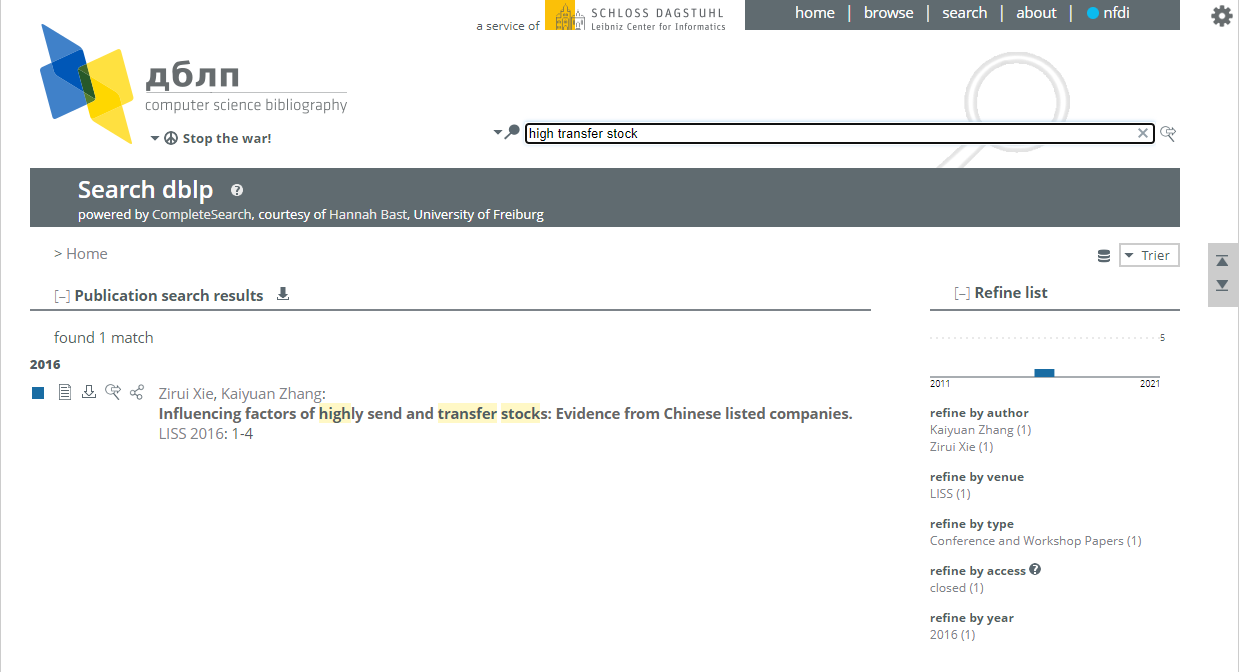 a service of SCHLOSS DAGSTUHL
Leibniz Center for Informatics
home | browse | search | about | nfdi
дблп
computer science bibliography
Stop the war!
high transfer stock
Search dblp ?
powered by CompleteSearch, courtesy of Hannah Bast, University of Freiburg
> Home
Trier
[–] Publication search results
found 1 match
2016
Zirui Xie, Kaiyuan Zhang:
Influencing factors of highly send and transfer stocks: Evidence from Chinese listed companies.
LISS 2016: 1-4
[–] Refine list
5
2011 2021
refine by author
Kaiyuan Zhang (1)
Zirui Xie (1)
refine by venue
LISS (1)
refine by type
Conference and Workshop Papers (1)
refine by access ?
closed (1)
refine by year
2016 (1)